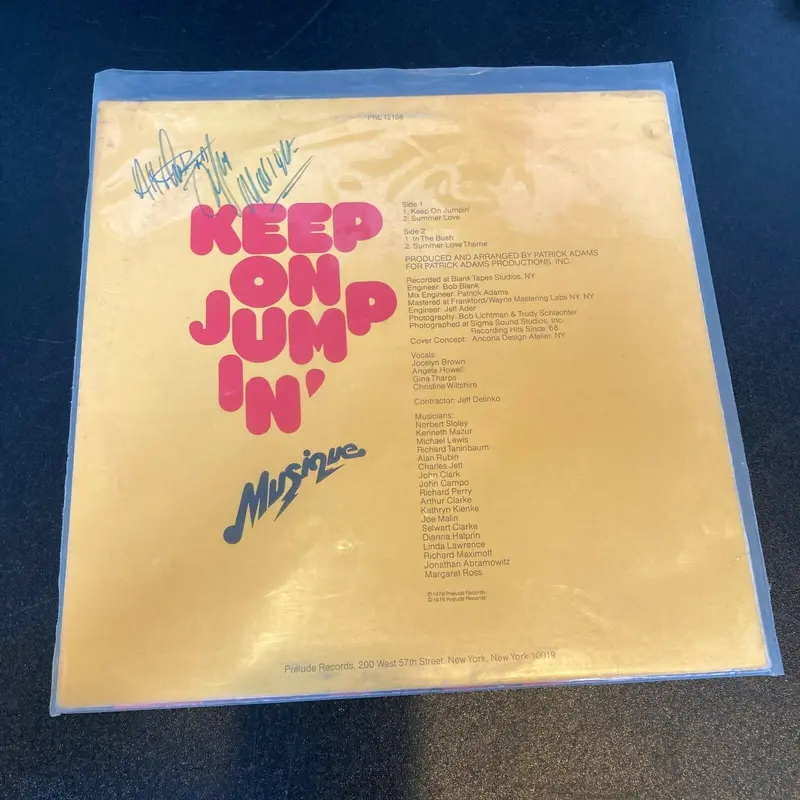 PRL 12158
KEEP
ON
JUMP
IN'
Musique
Side 1
1. Keep On Jumpin'
2. Summer Love
Side 2
1. In The Bush
2. Summer Love Theme
PRODUCED AND ARRANGED BY PATRICK ADAMS
FOR PATRICK ADAMS PRODUCTIONS, INC.
Recorded at Blank Tapes Studios, NY
Engineer: Bob Blank
Mix Engineer: Patrick Adams
Mastered at Frankford/Wayne Mastering Labs NY, NY
Engineer: Jeff Ader
Photography: Bob Lichtman & Trudy Schlachter
Photographed at Sigma Sound Studios, Inc.
Recording Hits Since '68
Cover Concept: Ancona Design Atelier, NY
Vocals:
Jocelyn Brown
Angela Howell
Gina Tharps
Christine Wiltshire
Contractor: Jeff Delinko
Musicians:
Norbert Sloley
Kenneth Mazur
Michael Lewis
Richard Taninbaum
Alan Rubin
Charles Jett
John Clark
John Campo
Richard Perry
Arthur Clarke
Kathryn Kienke
Joe Malin
Selwart Clarke
Dianna Halprin
Linda Lawrence
Richard Maximoff
Jonathan Abramowitz
Margaret Ross
℗1978 Prelude Records
©1978 Prelude Records
Prelude Records, 200 West 57th Street, New York, New York 10019